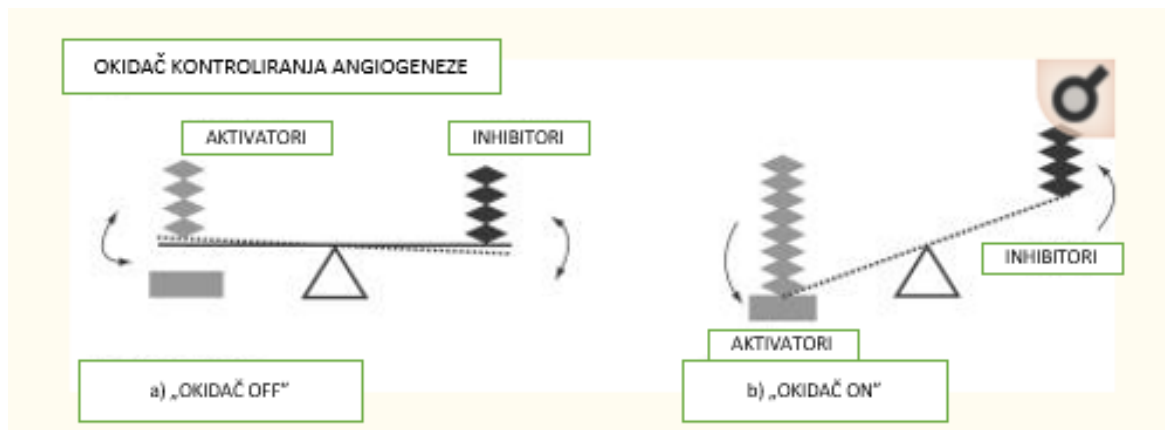 OKIDAČ KONTROLIRANJA ANGIOGENEZE
AKTIVATORI
INHIBITORI
a) „OKIDAČ OFF“
INHIBITORI
AKTIVATORI
b) „OKIDAČ ON“